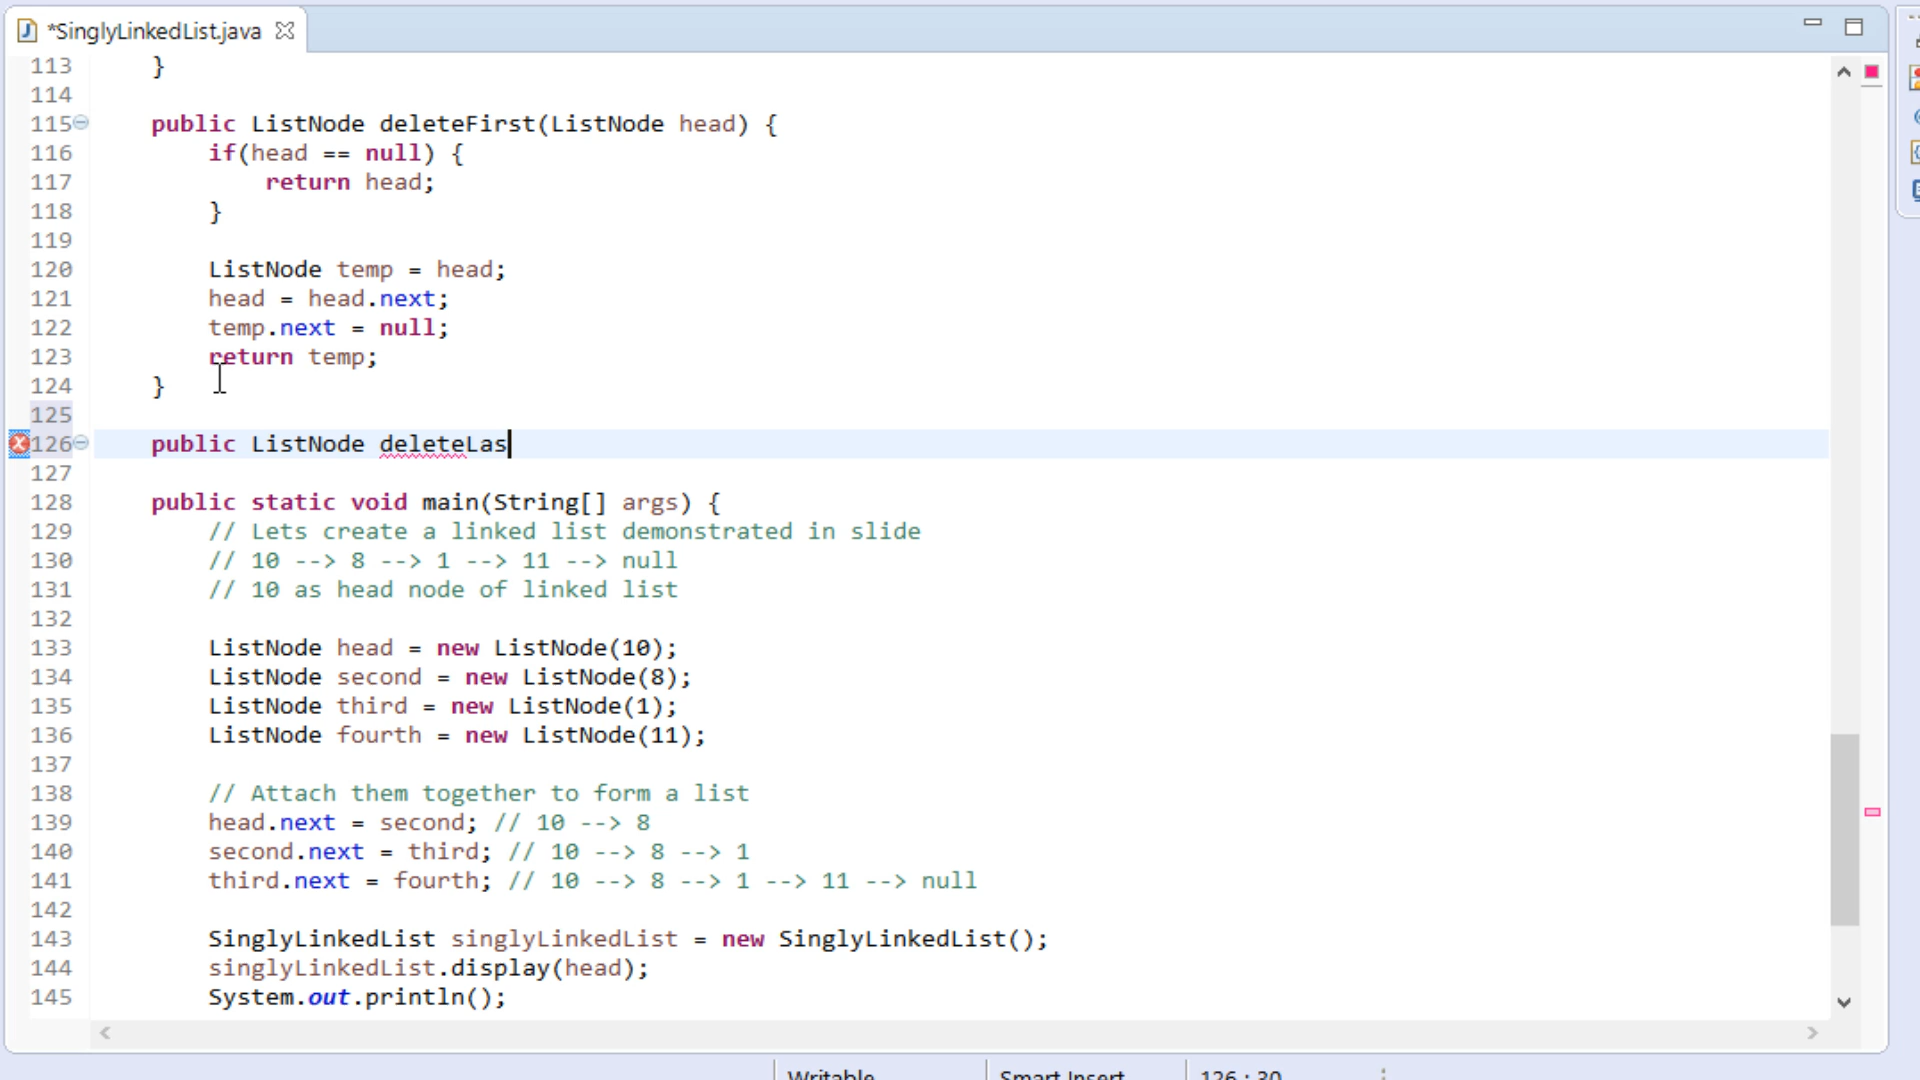 *SinglyLinkedList.java
113 }
114
115 public ListNode deleteFirst(ListNode head) {
116 if(head == null) {
117 return head;
118 }
119
120 ListNode temp = head;
121 head = head.next;
122 temp.next = null;
123 return temp;
124 }
125
126 public ListNode deleteLas
127
128 public static void main(String[] args) {
129 // Lets create a linked list demonstrated in slide
130 // 10 --> 8 --> 1 --> 11 --> null
131 // 10 as head node of linked list
132
133 ListNode head = new ListNode(10);
134 ListNode second = new ListNode(8);
135 ListNode third = new ListNode(1);
136 ListNode fourth = new ListNode(11);
137
138 // Attach them together to form a list
139 head.next = second; // 10 --> 8
140 second.next = third; // 10 --> 8 --> 1
141 third.next = fourth; // 10 --> 8 --> 1 --> 11 --> null
142
143 SinglyLinkedList singlyLinkedList = new SinglyLinkedList();
144 singlyLinkedList.display(head);
145 System.out.println();
Writable Smart Insert 126 : 30